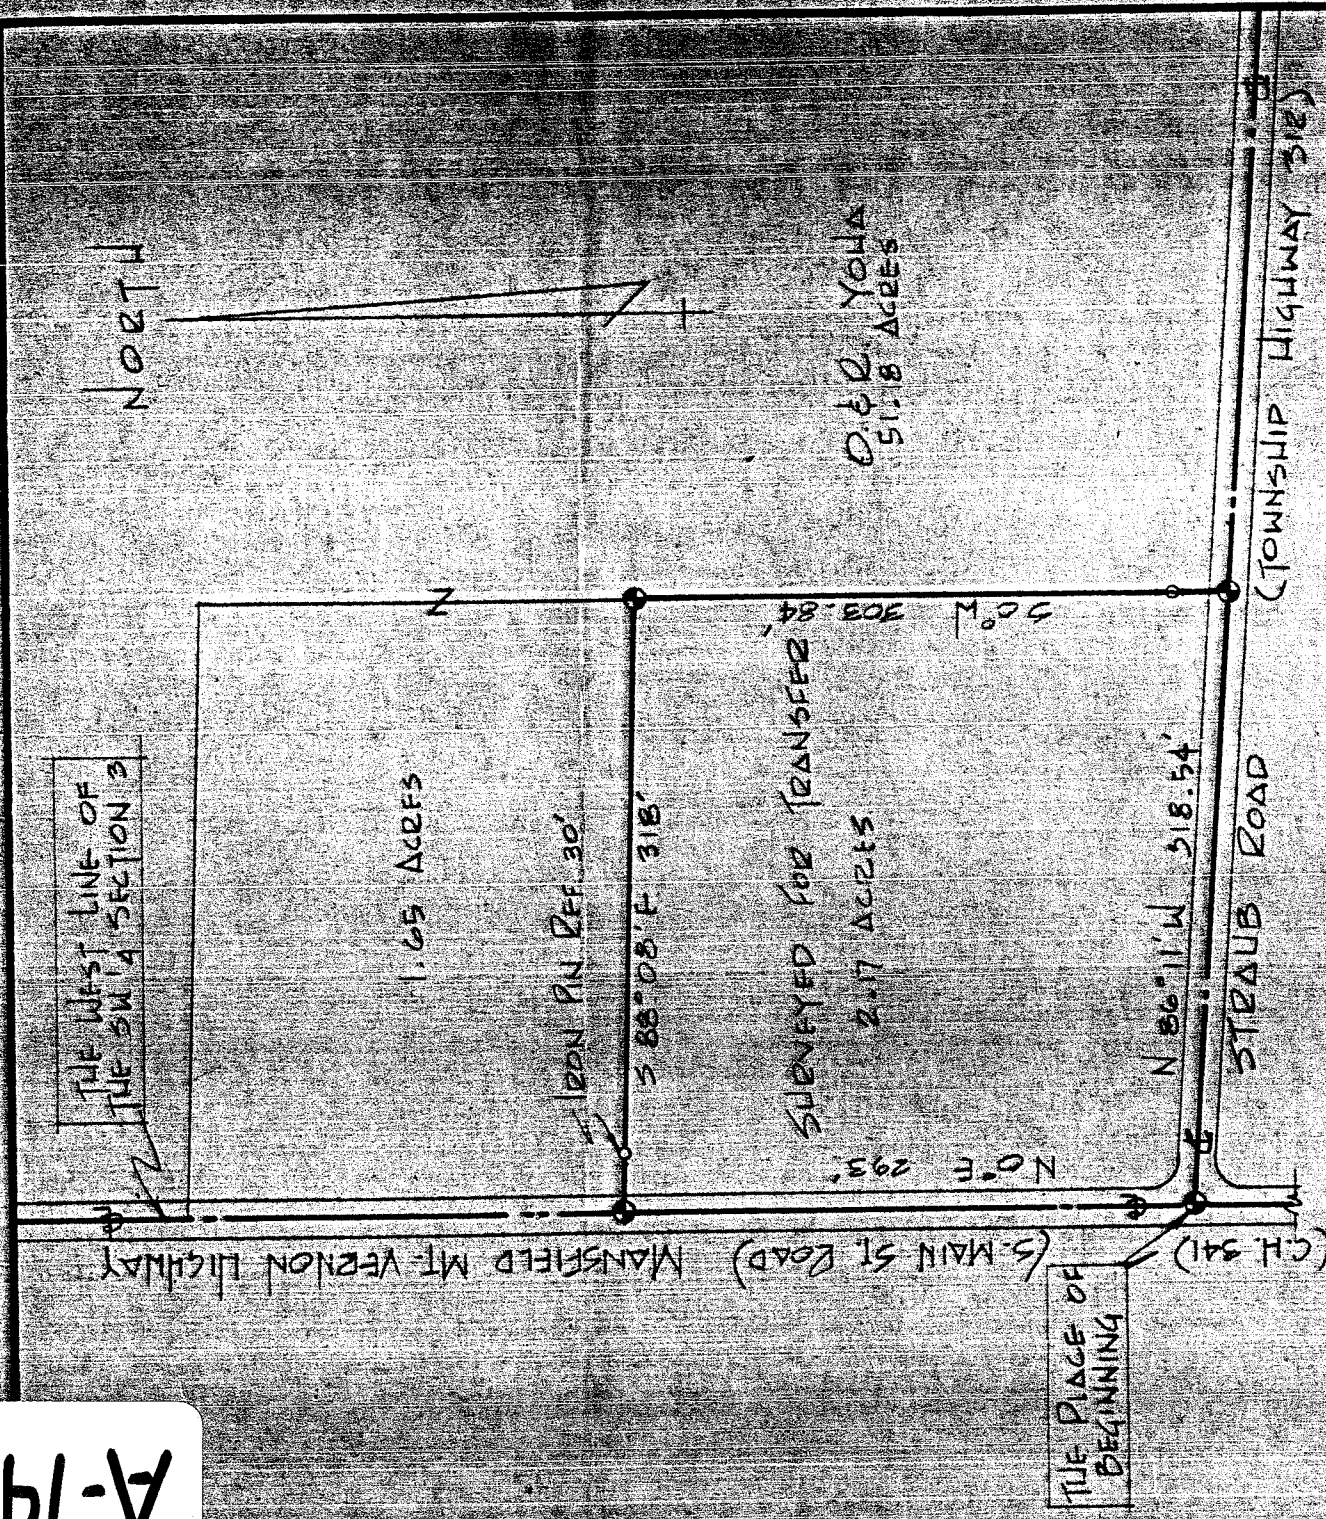 NORTH
THE WEST LINE OF
THE SW 1/4 SECTION 3
1.65 ACRES
IRON PIN REF. 30'
S 88°08' E 318'
O. & R. YOHA
51.18 ACRES
SURVEYED FOR TRANSFER
2.17 ACRES
S 0° W 303.84'
N 0° E 293'
N 86°11' W 318.54'
STRAUB ROAD
(TOWNSHIP HIGHWAY 312)
MANSFIELD MT. VERNON HIGHWAY
(S. MAIN ST. ROAD)
(C.H. 341)
THE PLACE OF
BEGINNING